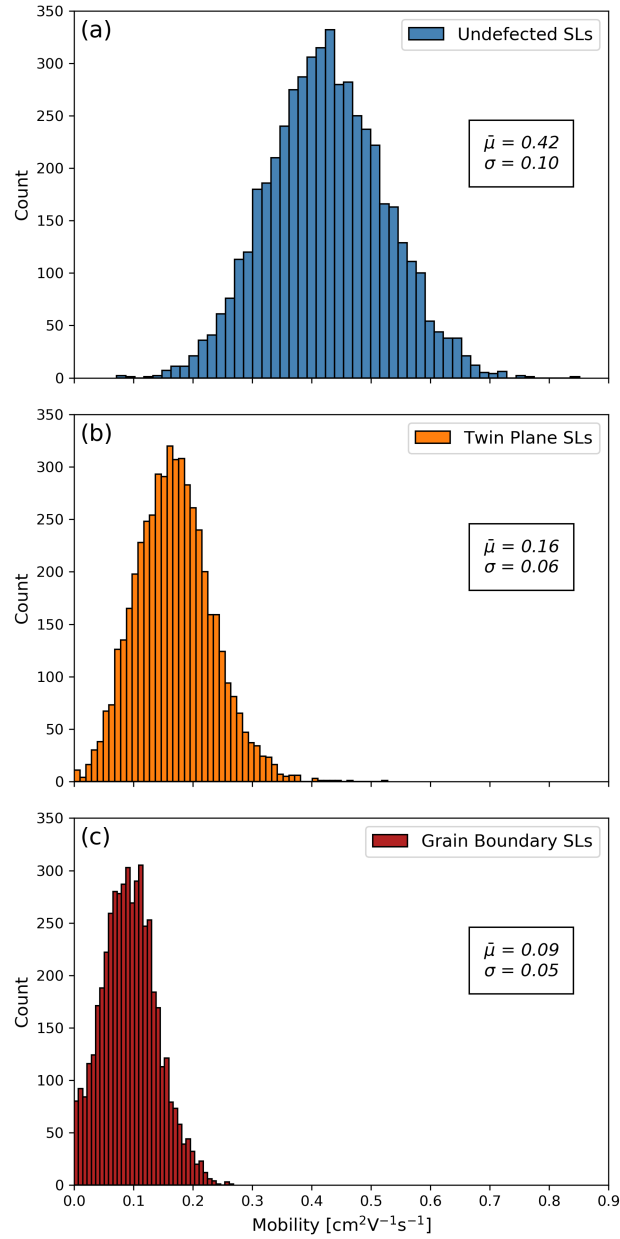 (a)
Undefected SLs
μ̄ = 0.42
σ = 0.10
Count
350
300
250
200
150
100
50
0
(b)
Twin Plane SLs
μ̄ = 0.16
σ = 0.06
Count
350
300
250
200
150
100
50
0
(c)
Grain Boundary SLs
μ̄ = 0.09
σ = 0.05
Count
350
300
250
200
150
100
50
0
0.0 0.1 0.2 0.3 0.4 0.5 0.6 0.7 0.8 0.9
Mobility [cm²V⁻¹s⁻¹]